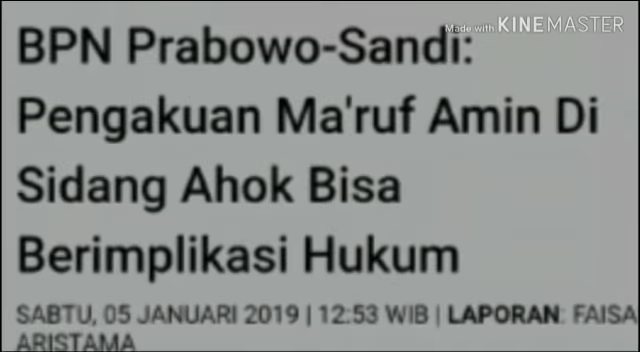 Made with KINEMASTER
BPN Prabowo-Sandi:
Pengakuan Ma'ruf Amin Di
Sidang Ahok Bisa
Berimplikasi Hukum
SABTU, 05 JANUARI 2019 | 12:53 WIB | LAPORAN: FAISA
ARISTAMA